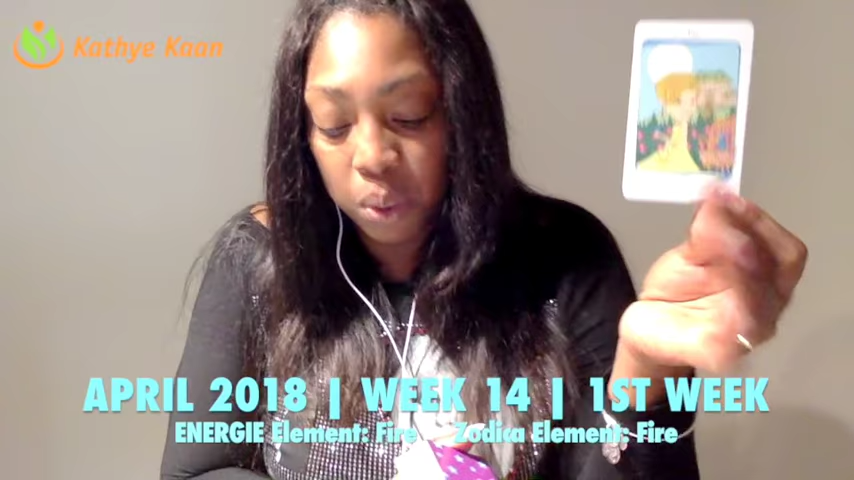 Kathye Kaan
APRIL 2018 | WEEK 14 | 1ST WEEK
ENERGIE Element: Fire Zodica Element: Fire